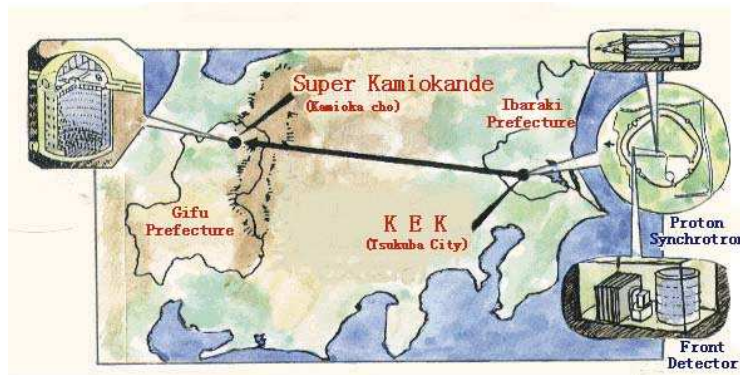 Super Kamiokande
(Kamioka cho)
Ibaraki
Prefecture
Gifu
Prefecture
K E K
(Tsukuba City)
Proton
Synchrotron
Front
Detector